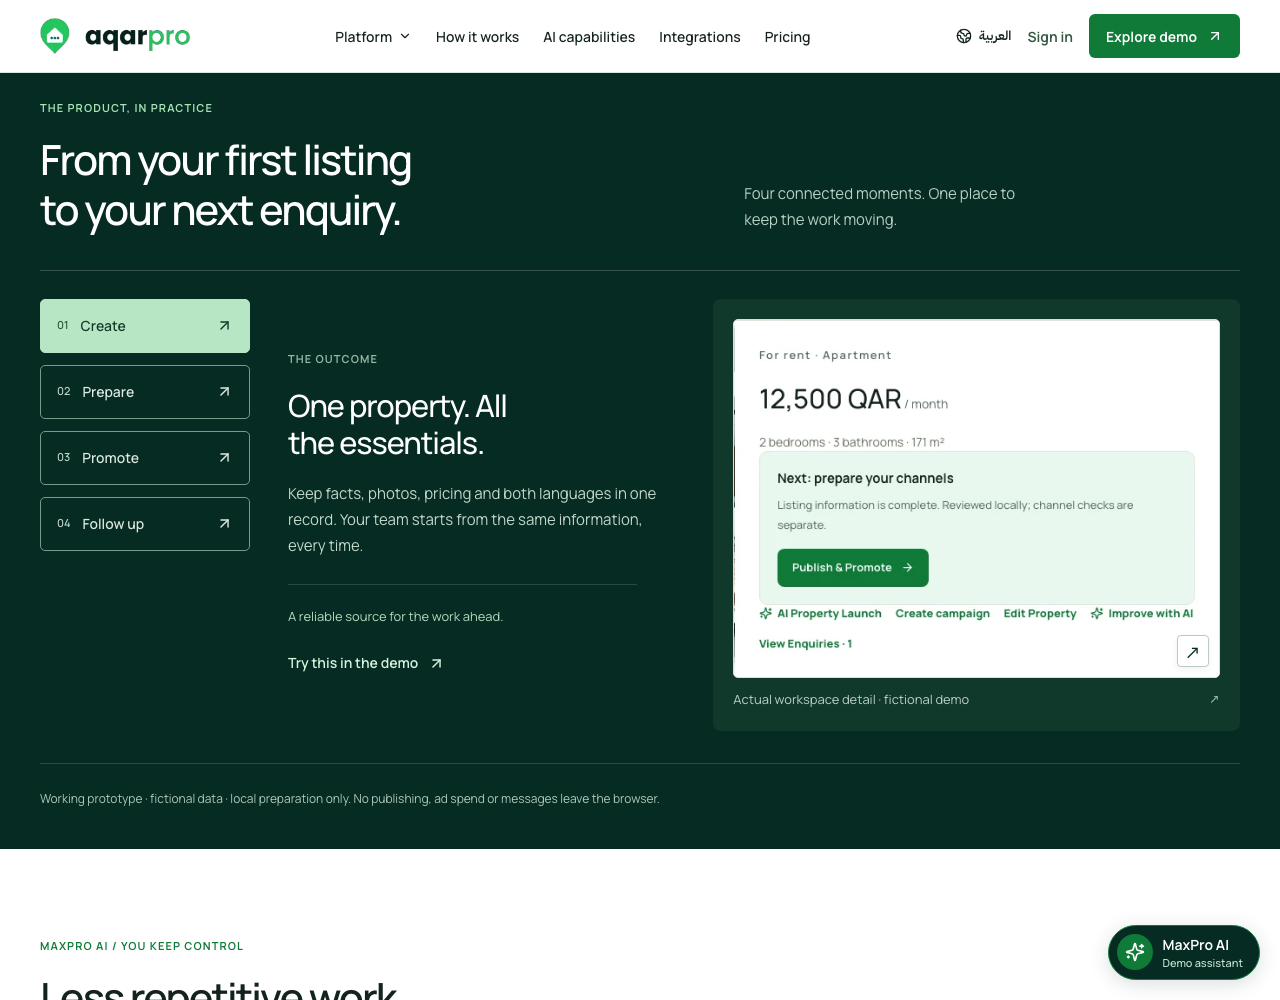 aqarpro
Platform
How it works
AI capabilities
Integrations
Pricing
العربية
Sign in
Explore demo
THE PRODUCT, IN PRACTICE
From your first listing
to your next enquiry.
Four connected moments. One place to
keep the work moving.
01 Create
02 Prepare
03 Promote
04 Follow up
THE OUTCOME
One property. All
the essentials.
Keep facts, photos, pricing and both languages in one
record. Your team starts from the same information,
every time.
A reliable source for the work ahead.
Try this in the demo
For rent · Apartment
12,500 QAR / month
2 bedrooms · 3 bathrooms · 171 m²
Next: prepare your channels
Listing information is complete. Reviewed locally; channel checks are
separate.
Publish & Promote
AI Property Launch Create campaign Edit Property Improve with AI
View Enquiries · 1
Actual workspace detail · fictional demo
Working prototype · fictional data · local preparation only. No publishing, ad spend or messages leave the browser.
MAXPRO AI / YOU KEEP CONTROL
Less repetitive work
MaxPro AI
Demo assistant